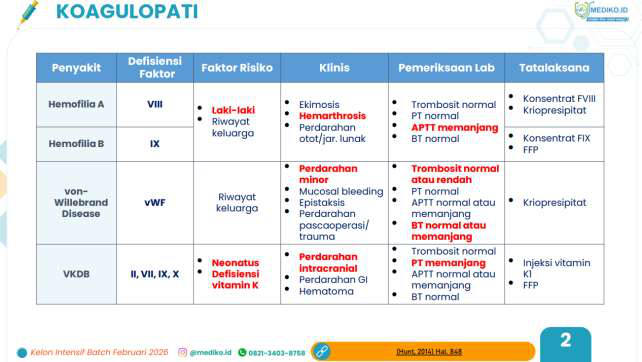 KOAGULOPATI
MEDIKO.ID
Penyakit
Defisiensi
Faktor
Faktor Risiko
Klinis
Pemeriksaan Lab
Tatalaksana
Hemofilia A
VIII
• Laki-laki
• Riwayat
keluarga
• Ekimosis
• Hemarthrosis
• Perdarahan
otot/jar. lunak
• Trombosit normal
• PT normal
• APTT memanjang
• BT normal
• Konsentrat FVIII
• Kriopresipitat
Hemofilia B
IX
• Konsentrat FIX
• FFP
von-
Willebrand
Disease
vWF
Riwayat
keluarga
• Perdarahan
minor
• Mucosal bleeding
• Epistaksis
• Perdarahan
pascaoperasi/
trauma
• Trombosit normal
atau rendah
• PT normal
• APTT normal atau
memanjang
• BT normal atau
memanjang
• Kriopresipitat
VKDB
II, VII, IX, X
• Neonatus
• Defisiensi
vitamin K
• Perdarahan
intracranial
• Perdarahan GI
• Hematoma
• Trombosit normal
• PT memanjang
• APTT normal atau
memanjang
• BT normal
• Injeksi vitamin
K1
• FFP
Kelon Intensif Batch Februari 2026
@mediko.id
0821-3403-8758
(Hunt, 2014) Hal. 848
2